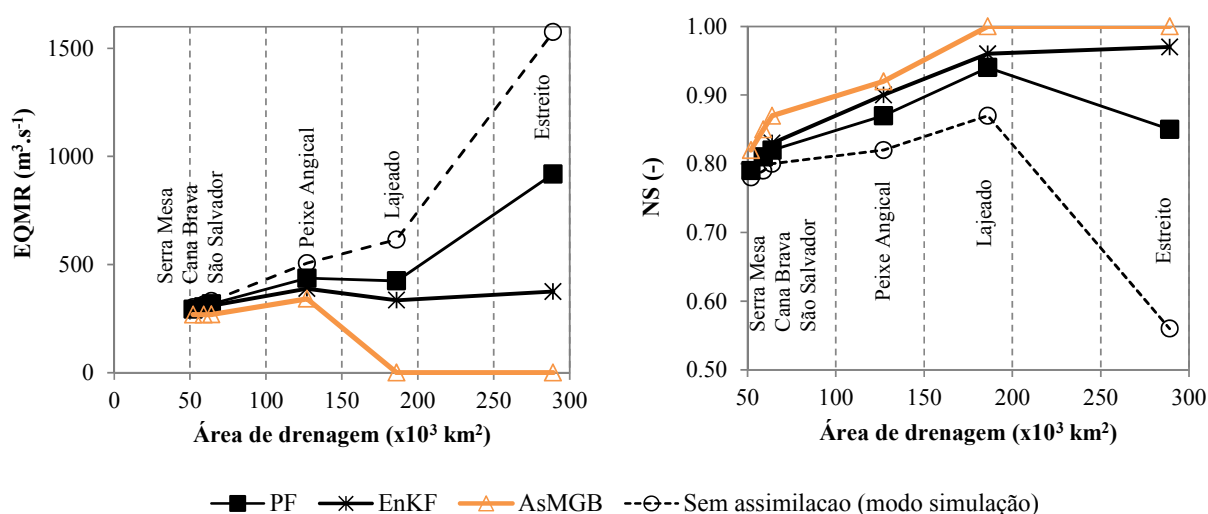 1500
1000
500
0
EQMR (m³.s⁻¹)
Serra Mesa
Cana Brava
São Salvador
Peixe Angical
Lajeado
Estreito
0 50 100 150 200 250 300
Área de drenagem (x10³ km²)
1.00
0.90
0.80
0.70
0.60
0.50
NS (-)
Serra Mesa
Cana Brava
São Salvador
Peixe Angical
Lajeado
Estreito
50 100 150 200 250 300
Área de drenagem (x10³ km²)
PF EnKF AsMGB Sem assimilacao (modo simulação)